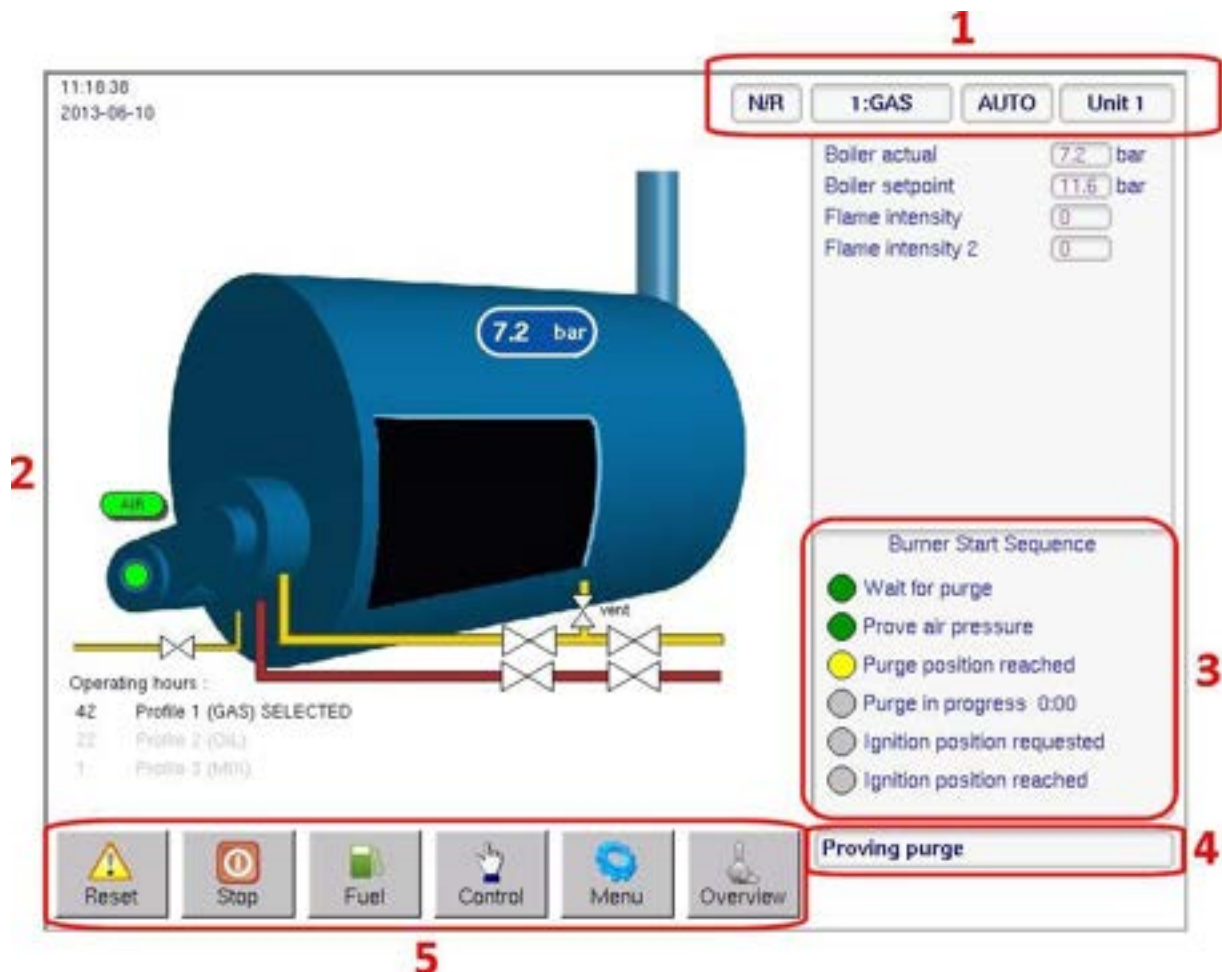 1
11:18:38
2013-06-10
N/R 1:GAS AUTO Unit 1
Boiler actual 7.2 bar
Boiler setpoint 11.6 bar
Flame intensity 0
Flame intensity 2 0
7.2 bar
2
AIR
vent
Operating hours :
42 Profile 1 (GAS) SELECTED
22 Profile 2 (OIL)
1 Profile 3 (MIX)
Burner Start Sequence
Wait for purge
Prove air pressure
Purge position reached
Purge in progress 0:00
Ignition position requested
Ignition position reached
3
Proving purge
4
Reset Stop Fuel Control Menu Overview
5